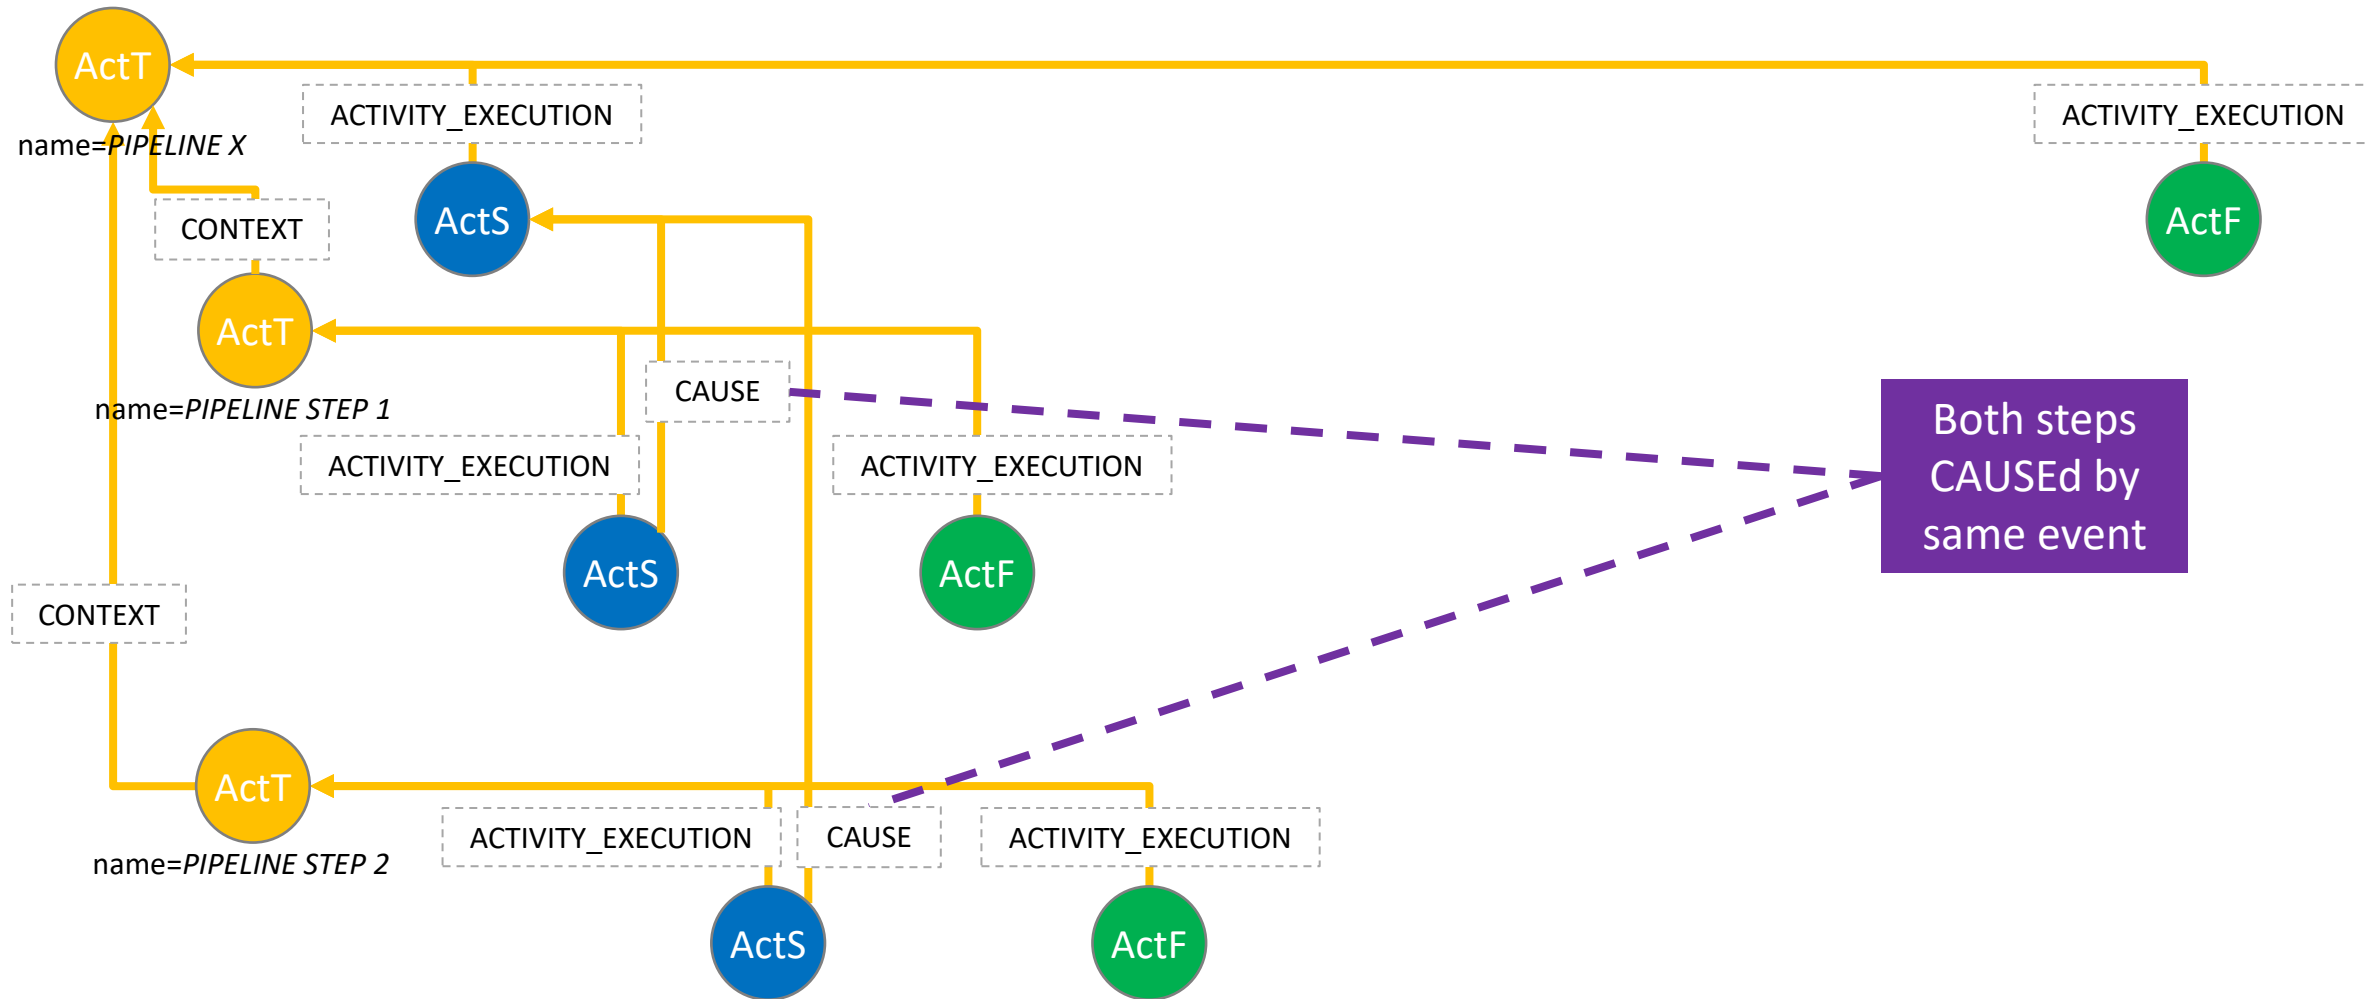 ActT
name=PIPELINE X
ACTIVITY_EXECUTION
ACTIVITY_EXECUTION
CONTEXT
ActS
ActF
ActT
name=PIPELINE STEP 1
CAUSE
ACTIVITY_EXECUTION
ACTIVITY_EXECUTION
Both steps
CAUSEd by
same event
ActS
ActF
CONTEXT
ActT
name=PIPELINE STEP 2
ACTIVITY_EXECUTION
CAUSE
ACTIVITY_EXECUTION
ActS
ActF